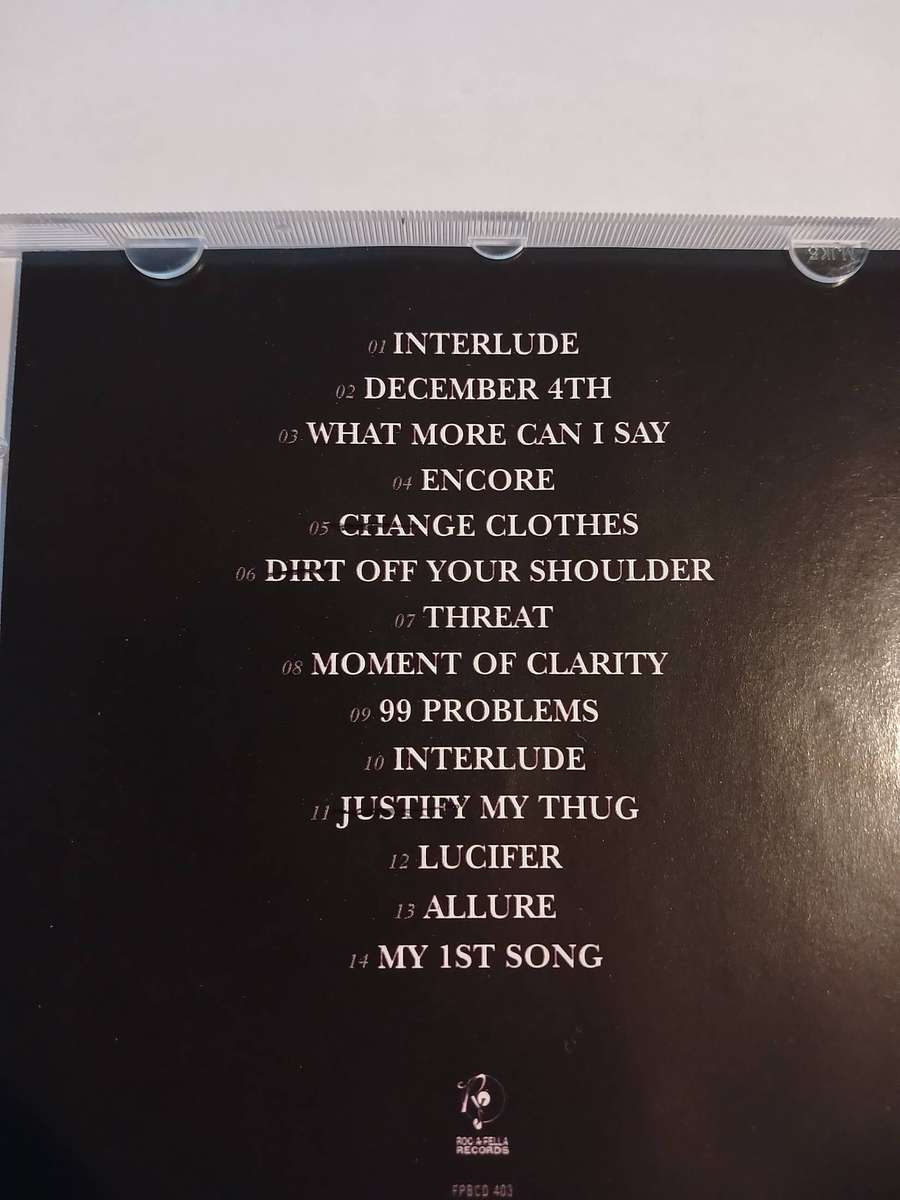 01 INTERLUDE
02 DECEMBER 4TH
03 WHAT MORE CAN I SAY
04 ENCORE
05 CHANGE CLOTHES
06 DIRT OFF YOUR SHOULDER
07 THREAT
08 MOMENT OF CLARITY
09 99 PROBLEMS
10 INTERLUDE
11 JUSTIFY MY THUG
12 LUCIFER
13 ALLURE
14 MY 1ST SONG
ROC A FELLA
RECORDS
FPBCD 403